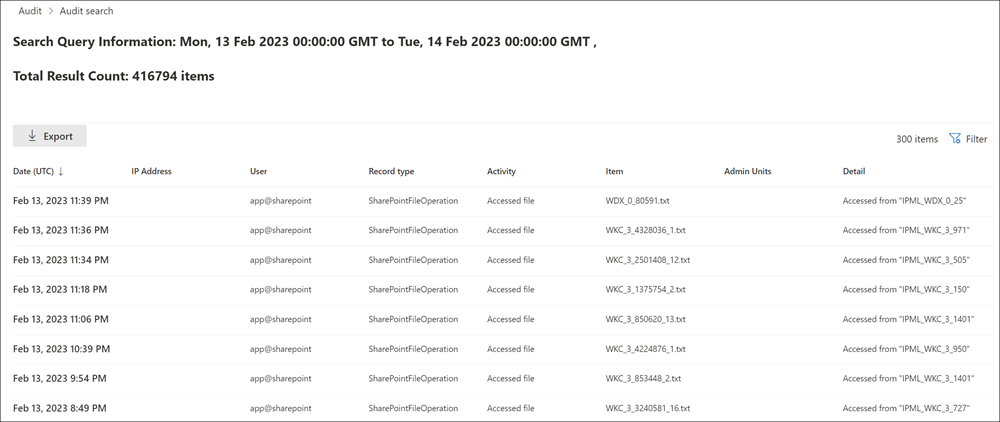 Audit > Audit search
Search Query Information: Mon, 13 Feb 2023 00:00:00 GMT to Tue, 14 Feb 2023 00:00:00 GMT ,
Total Result Count: 416794 items
Export 300 items Filter
Date (UTC) ↓ IP Address User Record type Activity Item Admin Units Detail
Feb 13, 2023 11:39 PM app@sharepoint SharePointFileOperation Accessed file WDX_0_80591.txt Accessed from "IPML_WDX_0_25"
Feb 13, 2023 11:36 PM app@sharepoint SharePointFileOperation Accessed file WKC_3_4328036_1.txt Accessed from "IPML_WKC_3_971"
Feb 13, 2023 11:34 PM app@sharepoint SharePointFileOperation Accessed file WKC_3_2501408_12.txt Accessed from "IPML_WKC_3_505"
Feb 13, 2023 11:18 PM app@sharepoint SharePointFileOperation Accessed file WKC_3_1375754_2.txt Accessed from "IPML_WKC_3_150"
Feb 13, 2023 11:06 PM app@sharepoint SharePointFileOperation Accessed file WKC_3_850620_13.txt Accessed from "IPML_WKC_3_1401"
Feb 13, 2023 10:39 PM app@sharepoint SharePointFileOperation Accessed file WKC_3_4224876_1.txt Accessed from "IPML_WKC_3_950"
Feb 13, 2023 9:54 PM app@sharepoint SharePointFileOperation Accessed file WKC_3_853448_2.txt Accessed from "IPML_WKC_3_1401"
Feb 13, 2023 8:49 PM app@sharepoint SharePointFileOperation Accessed file WKC_3_3240581_16.txt Accessed from "IPML_WKC_3_727"